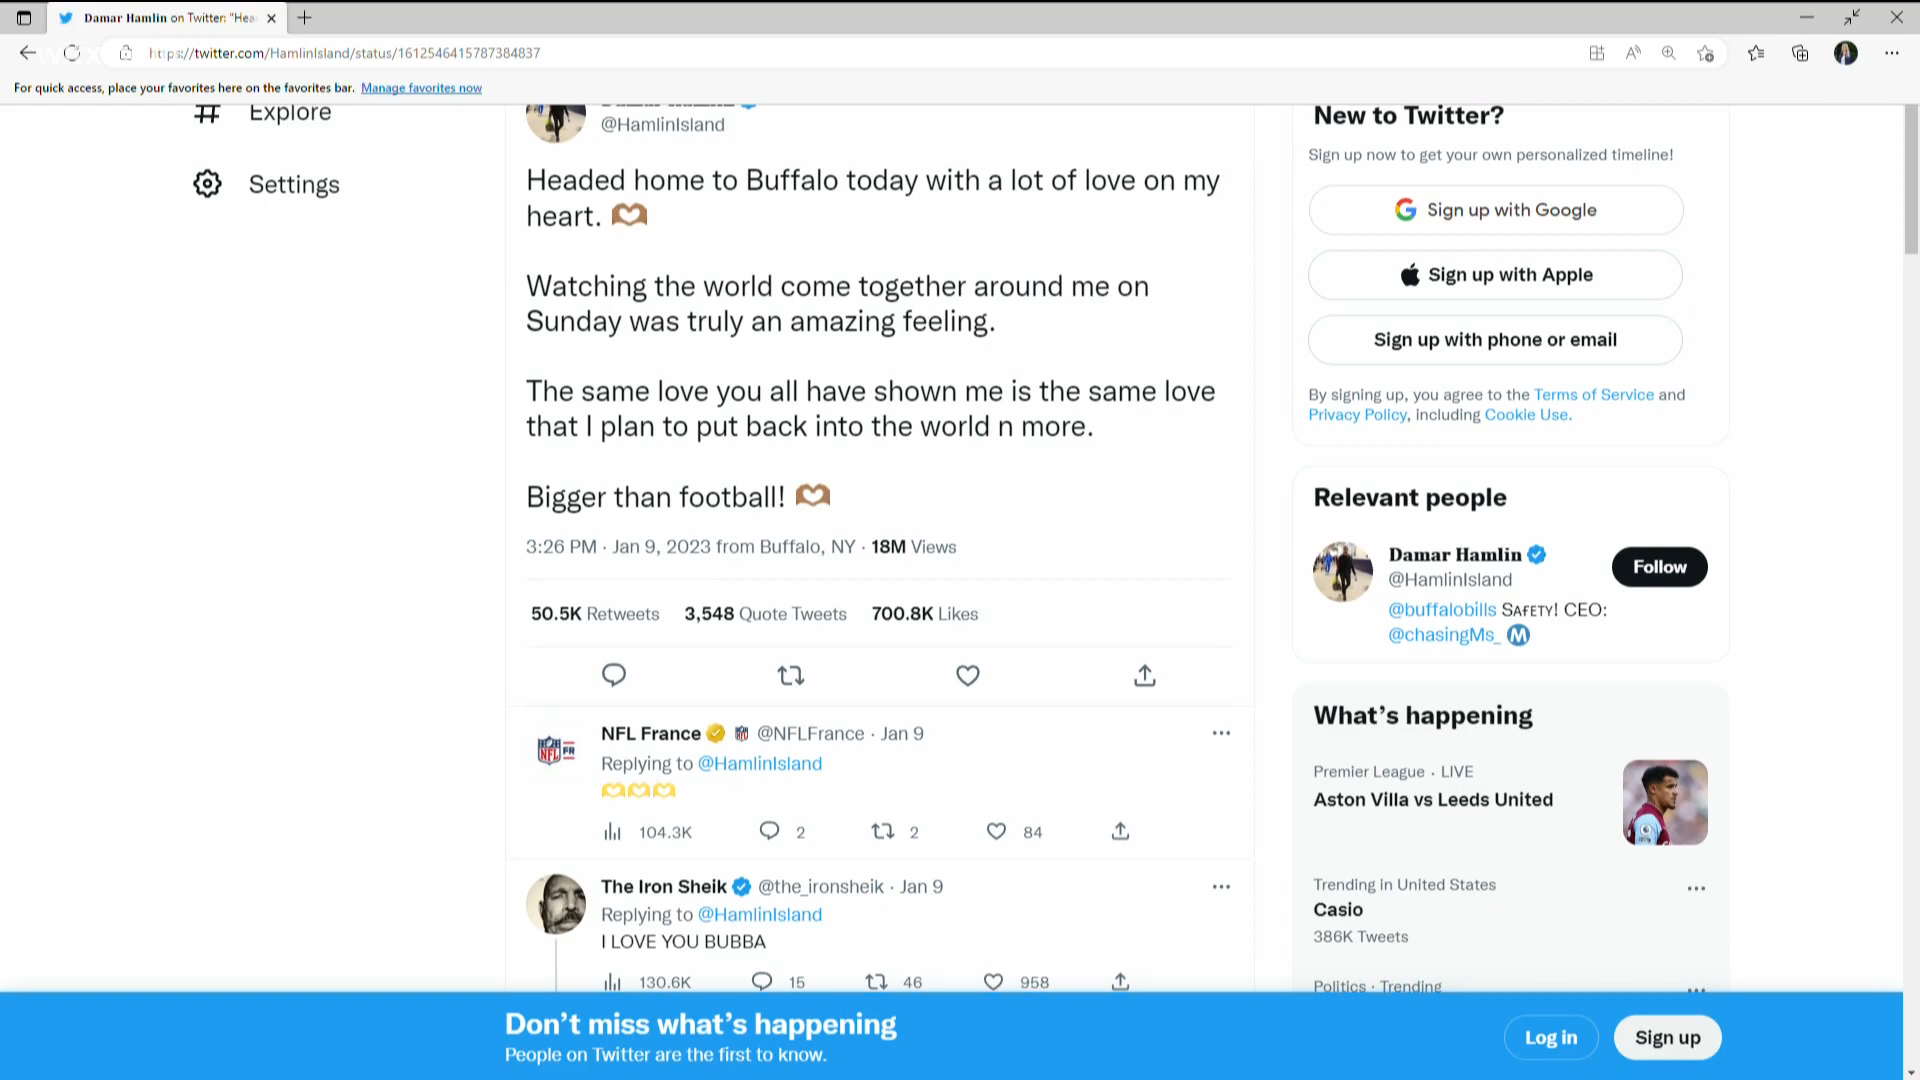 Damar Hamlin on Twitter: "Hea
https://twitter.com/HamlinIsland/status/1612546415787384837
For quick access, place your favorites here on the favorites bar. Manage favorites now
Explore
Settings
@HamlinIsland
Headed home to Buffalo today with a lot of love on my
heart.
Watching the world come together around me on
Sunday was truly an amazing feeling.
The same love you all have shown me is the same love
that I plan to put back into the world n more.
Bigger than football!
3:26 PM · Jan 9, 2023 from Buffalo, NY · 18M Views
50.5K Retweets 3,548 Quote Tweets 700.8K Likes
NFL France @NFLFrance · Jan 9
Replying to @HamlinIsland
NFL FR
104.3K 2 2 84
The Iron Sheik @the_ironsheik · Jan 9
Replying to @HamlinIsland
I LOVE YOU BUBBA
130.6K 15 46 958
New to Twitter?
Sign up now to get your own personalized timeline!
Sign up with Google
Sign up with Apple
Sign up with phone or email
By signing up, you agree to the Terms of Service and
Privacy Policy, including Cookie Use.
Relevant people
Damar Hamlin
Follow
@HamlinIsland
@buffalobills SAFETY! CEO:
@chasingMs_ M
What's happening
Premier League · LIVE
Aston Villa vs Leeds United
Trending in United States
Casio
386K Tweets
Politics · Trending
Don't miss what's happening
People on Twitter are the first to know.
Log in
Sign up